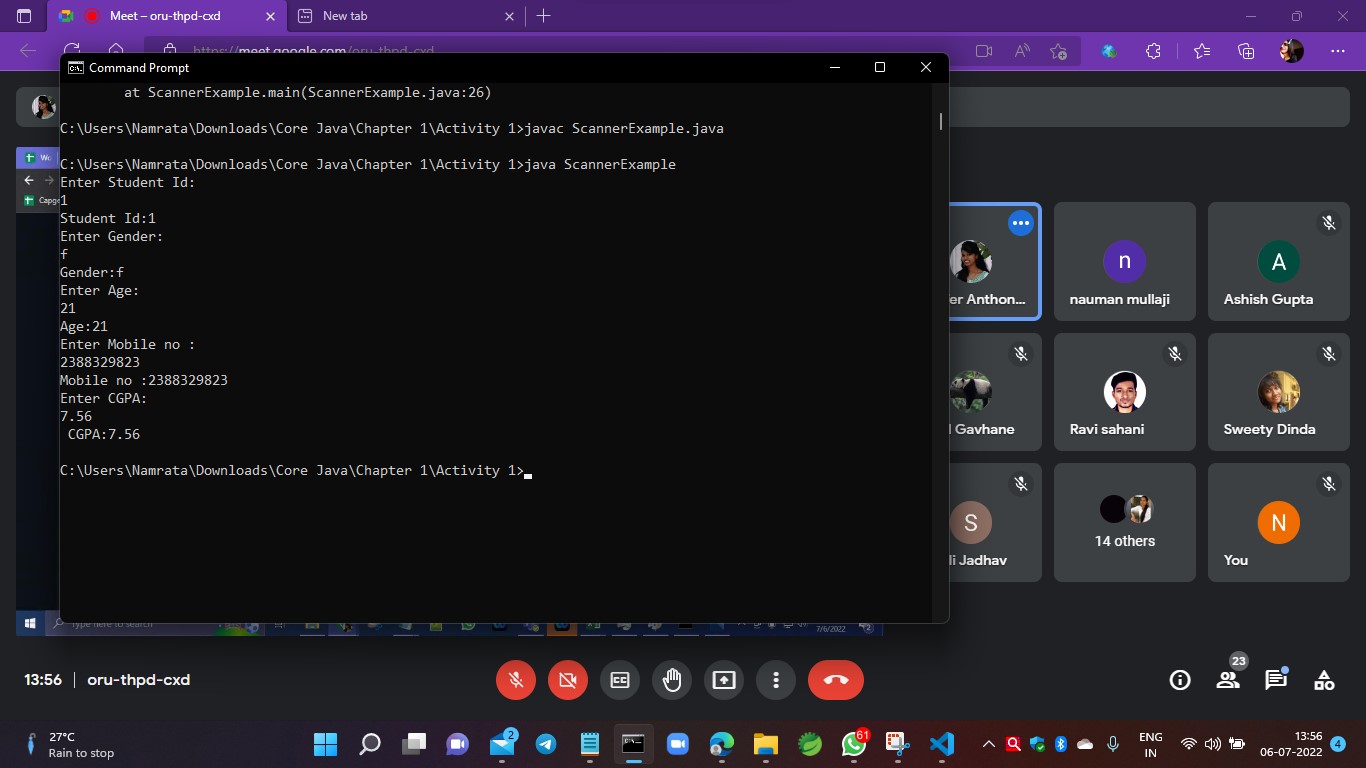 Meet – oru-thpd-cxd
New tab
https://meet.google.com/oru-thpd-cxd
Command Prompt
at ScannerExample.main(ScannerExample.java:26)
C:\Users\Namrata\Downloads\Core Java\Chapter 1\Activity 1>javac ScannerExample.java
C:\Users\Namrata\Downloads\Core Java\Chapter 1\Activity 1>java ScannerExample
Enter Student Id:
1
Student Id:1
Enter Gender:
f
Gender:f
Enter Age:
21
Age:21
Enter Mobile no :
2388329823
Mobile no :2388329823
Enter CGPA:
7.56
CGPA:7.56
C:\Users\Namrata\Downloads\Core Java\Chapter 1\Activity 1>
Wo
Capge
er Anthon...
n
nauman mullaji
A
Ashish Gupta
l Gavhane
Ravi sahani
Sweety Dinda
S
li Jadhav
14 others
N
You
Type here to search
7/6/2022
2
13:56 | oru-thpd-cxd
23
27°C
Rain to stop
2
61
ENG
IN
13:56
06-07-2022
4